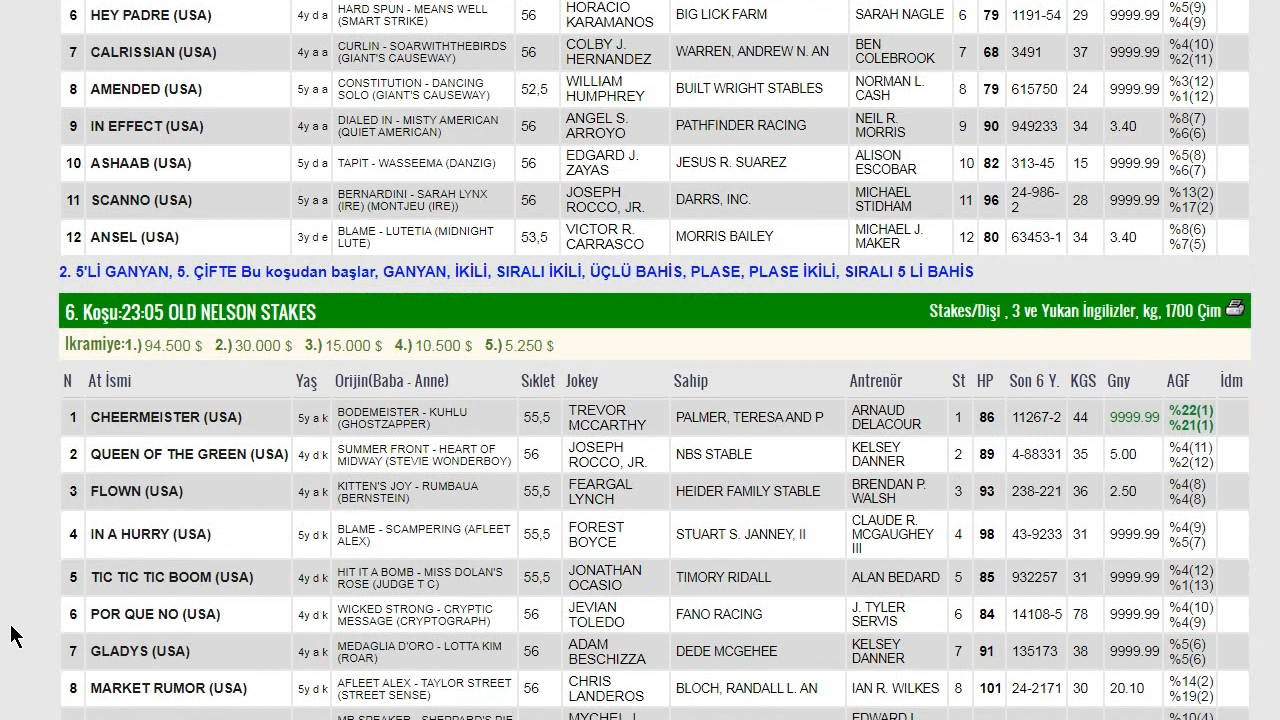 6 HEY PADRE (USA) 4y d a HARD SPUN - MEANS WELL (SMART STRIKE) 56 HORACIO KARAMANOS BIG LICK FARM SARAH NAGLE 6 79 1191-54 29 9999.99 %5(9) %4(9)
7 CALRISSIAN (USA) 4y a a CURLIN - SOARWITHTHEBIRDS (GIANT'S CAUSEWAY) 56 COLBY J. HERNANDEZ WARREN, ANDREW N. AN BEN COLEBROOK 7 68 3491 37 9999.99 %4(10) %2(11)
8 AMENDED (USA) 5y a a CONSTITUTION - DANCING SOLO (GIANT'S CAUSEWAY) 52,5 WILLIAM HUMPHREY BUILT WRIGHT STABLES NORMAN L. CASH 8 79 615750 24 9999.99 %3(12) %1(12)
9 IN EFFECT (USA) 4y a a DIALED IN - MISTY AMERICAN (QUIET AMERICAN) 56 ANGEL S. ARROYO PATHFINDER RACING NEIL R. MORRIS 9 90 949233 34 3.40 %8(7) %6(6)
10 ASHAAB (USA) 5y d a TAPIT - WASSEEMA (DANZIG) 56 EDGARD J. ZAYAS JESUS R. SUAREZ ALISON ESCOBAR 10 82 313-45 15 9999.99 %5(8) %6(7)
11 SCANNO (USA) 5y a a BERNARDINI - SARAH LYNX (IRE) (MONTJEU (IRE)) 56 JOSEPH ROCCO, JR. DARRS, INC. MICHAEL STIDHAM 11 96 24-986-2 28 9999.99 %13(2) %17(2)
12 ANSEL (USA) 3y d e BLAME - LUTETIA (MIDNIGHT LUTE) 53,5 VICTOR R. CARRASCO MORRIS BAILEY MICHAEL J. MAKER 12 80 63453-1 34 3.40 %8(6) %7(5)
2. 5'Lİ GANYAN, 5. ÇİFTE Bu koşudan başlar, GANYAN, İKİLİ, SIRALI İKİLİ, ÜÇLÜ BAHİS, PLASE, PLASE İKİLİ, SIRALI 5 Lİ BAHİS
6. Koşu:23:05 OLD NELSON STAKES Stakes/Dişi , 3 ve Yukarı İngilizler, kg, 1700 Çim
İkramiye:1.) 94.500 $ 2.) 30.000 $ 3.) 15.000 $ 4.) 10.500 $ 5.) 5.250 $
N At İsmi Yaş Orijin(Baba - Anne) Sıklet Jokey Sahip Antrenör St HP Son 6 Y. KGS Gny AGF İdm
1 CHEERMEISTER (USA) 5y a k BODEMEISTER - KUHLU (GHOSTZAPPER) 55,5 TREVOR MCCARTHY PALMER, TERESA AND P ARNAUD DELACOUR 1 86 11267-2 44 9999.99 %22(1) %21(1)
2 QUEEN OF THE GREEN (USA) 4y d k SUMMER FRONT - HEART OF MIDWAY (STEVIE WONDERBOY) 56 JOSEPH ROCCO, JR. NBS STABLE KELSEY DANNER 2 89 4-88331 35 5.00 %4(11) %2(12)
3 FLOWN (USA) 4y a k KITTEN'S JOY - RUMBAUA (BERNSTEIN) 55,5 FEARGAL LYNCH HEIDER FAMILY STABLE BRENDAN P. WALSH 3 93 238-221 36 2.50 %4(8) %4(8)
4 IN A HURRY (USA) 5y d k BLAME - SCAMPERING (AFLEET ALEX) 55,5 FOREST BOYCE STUART S. JANNEY, II CLAUDE R. MCGAUGHEY III 4 98 43-9233 31 9999.99 %4(9) %5(7)
5 TIC TIC TIC BOOM (USA) 4y d k HIT IT A BOMB - MISS DOLAN'S ROSE (JUDGE T C) 55,5 JONATHAN OCASIO TIMORY RIDALL ALAN BEDARD 5 85 932257 31 9999.99 %4(12) %1(13)
6 POR QUE NO (USA) 4y d k WICKED STRONG - CRYPTIC MESSAGE (CRYPTOGRAPH) 56 JEVIAN TOLEDO FANO RACING J. TYLER SERVIS 6 84 14108-5 78 9999.99 %4(10) %4(9)
7 GLADYS (USA) 4y a k MEDAGLIA D'ORO - LOTTA KIM (ROAR) 56 ADAM BESCHIZZA DEDE MCGEHEE KELSEY DANNER 7 91 135173 38 9999.99 %5(6) %5(6)
8 MARKET RUMOR (USA) 5y d k AFLEET ALEX - TAYLOR STREET (STREET SENSE) 56 CHRIS LANDEROS BLOCH, RANDALL L. AN IAN R. WILKES 8 101 24-2171 30 20.10 %14(2) %19(2)
MR SPEAKER - SHEPPARD'S PIE MYCHEL J. EDWARD J. %10(4)